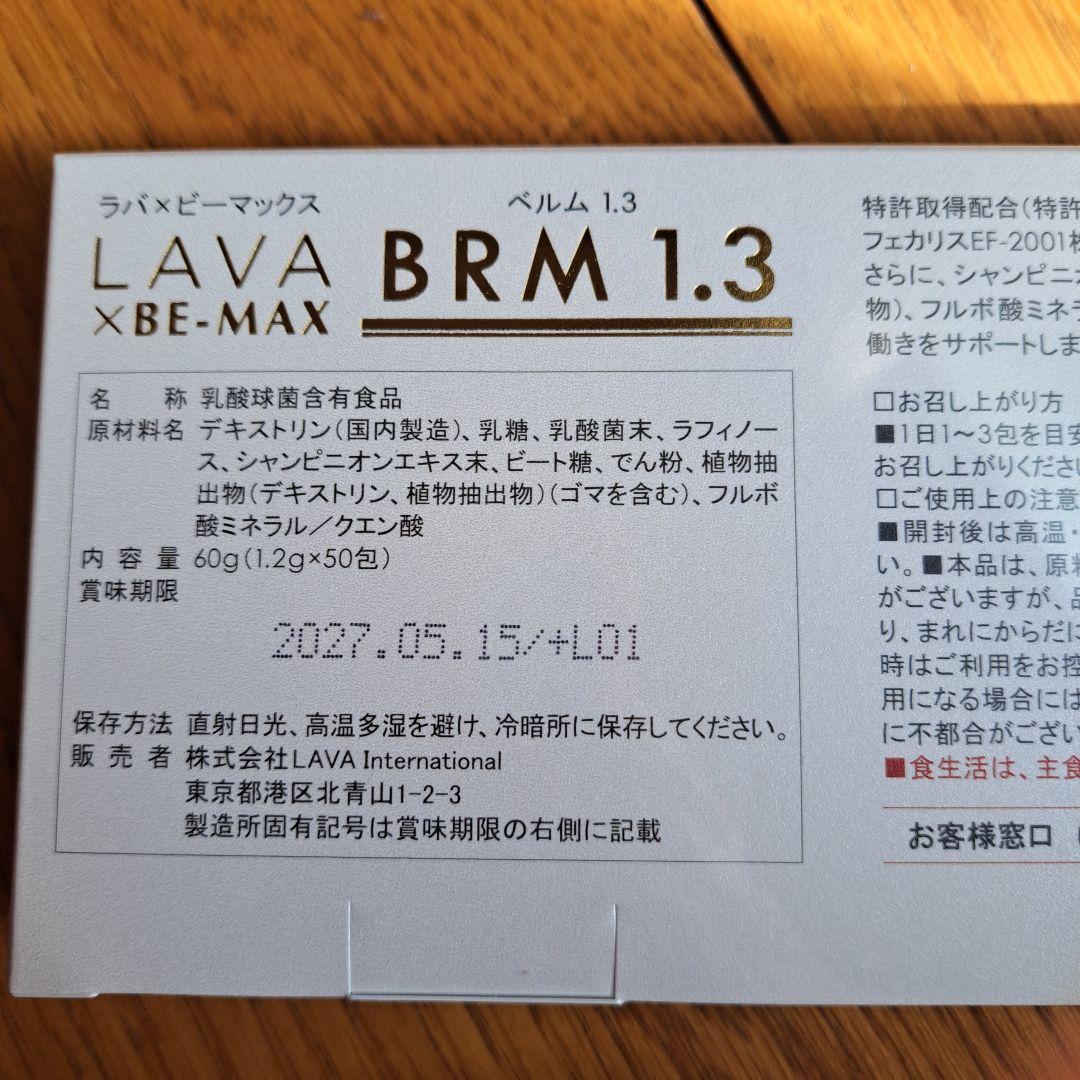 ラバ×ビーマックス
LAVA
×BE-MAX
ベルム 1.3
BRM 1.3
名 称 乳酸球菌含有食品
原材料名 デキストリン(国内製造)、乳糖、乳酸菌末、ラフィノー
ス、シャンピニオンエキス末、ビート糖、でん粉、植物抽
出物(デキストリン、植物抽出物)(ゴマを含む)、フルボ
酸ミネラル/クエン酸
内容量 60g(1.2g×50包)
賞味期限
2027.05.15/+L01
保存方法 直射日光、高温多湿を避け、冷暗所に保存してください。
販売者 株式会社LAVA International
東京都港区北青山1-2-3
製造所固有記号は賞味期限の右側に記載
特許取得配合(特許
フェカリスEF-2001株
さらに、シャンピニオ
物)、フルボ酸ミネラ
働きをサポートしま
□お召し上がり方
■1日1〜3包を目安
お召し上がりください
□ご使用上の注意
■開封後は高温・
い。■本品は、原料
がございますが、品
り、まれにからだに
時はご利用をお控
用になる場合には
に不都合がござい
■食生活は、主食
お客様窓口